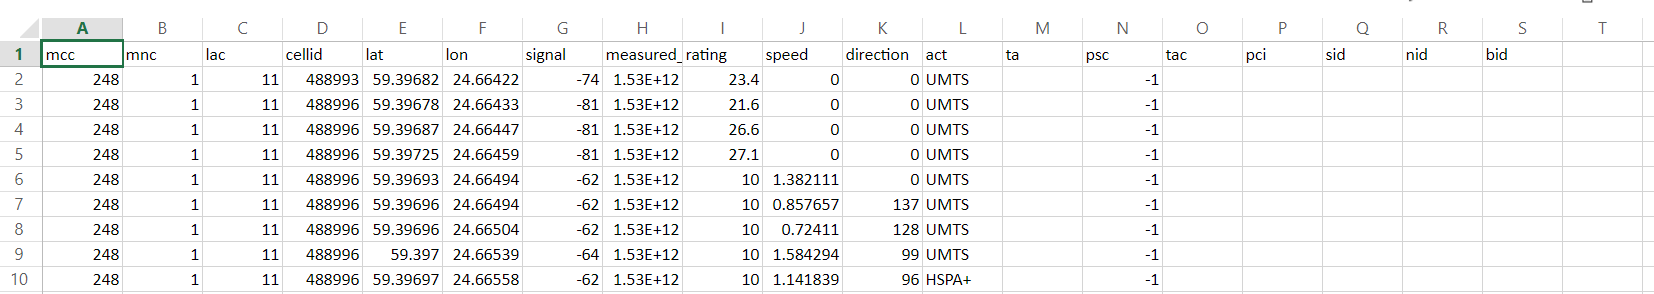 A B C D E F G H I J K L M N O P Q R S T
1 mcc mnc lac cellid lat lon signal measured_ rating speed direction act ta psc tac pci sid nid bid
2 248 1 11 488993 59.39682 24.66422 -74 1.53E+12 23.4 0 0 UMTS -1
3 248 1 11 488996 59.39678 24.66433 -81 1.53E+12 21.6 0 0 UMTS -1
4 248 1 11 488996 59.39687 24.66447 -81 1.53E+12 26.6 0 0 UMTS -1
5 248 1 11 488996 59.39725 24.66459 -81 1.53E+12 27.1 0 0 UMTS -1
6 248 1 11 488996 59.39693 24.66494 -62 1.53E+12 10 1.382111 0 UMTS -1
7 248 1 11 488996 59.39696 24.66494 -62 1.53E+12 10 0.857657 137 UMTS -1
8 248 1 11 488996 59.39696 24.66504 -62 1.53E+12 10 0.72411 128 UMTS -1
9 248 1 11 488996 59.397 24.66539 -64 1.53E+12 10 1.584294 99 UMTS -1
10 248 1 11 488996 59.39697 24.66558 -62 1.53E+12 10 1.141839 96 HSPA+ -1